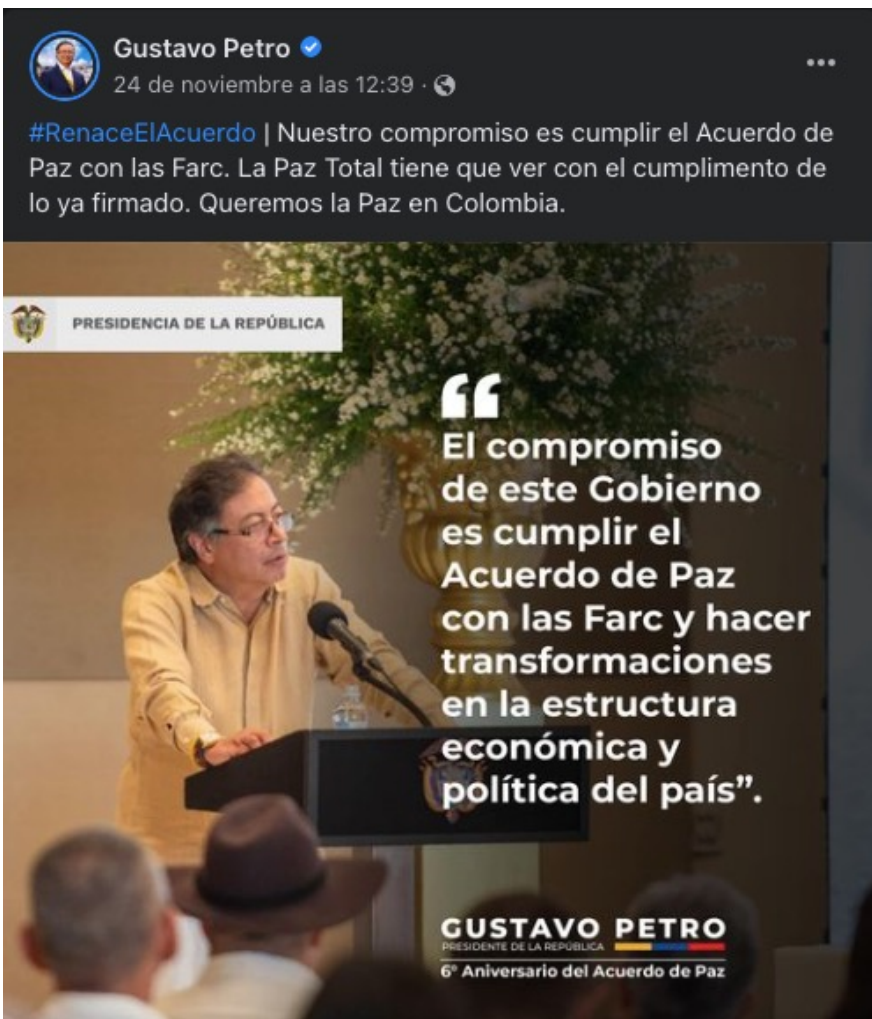 Gustavo Petro
24 de noviembre a las 12:39 ·
#RenaceElAcuerdo | Nuestro compromiso es cumplir el Acuerdo de
Paz con las Farc. La Paz Total tiene que ver con el cumplimento de
lo ya firmado. Queremos la Paz en Colombia.
PRESIDENCIA DE LA REPÚBLICA
“
El compromiso
de este Gobierno
es cumplir el
Acuerdo de Paz
con las Farc y hacer
transformaciones
en la estructura
económica y
política del país”.
GUSTAVO PETRO
PRESIDENTE DE LA REPÚBLICA
6° Aniversario del Acuerdo de Paz